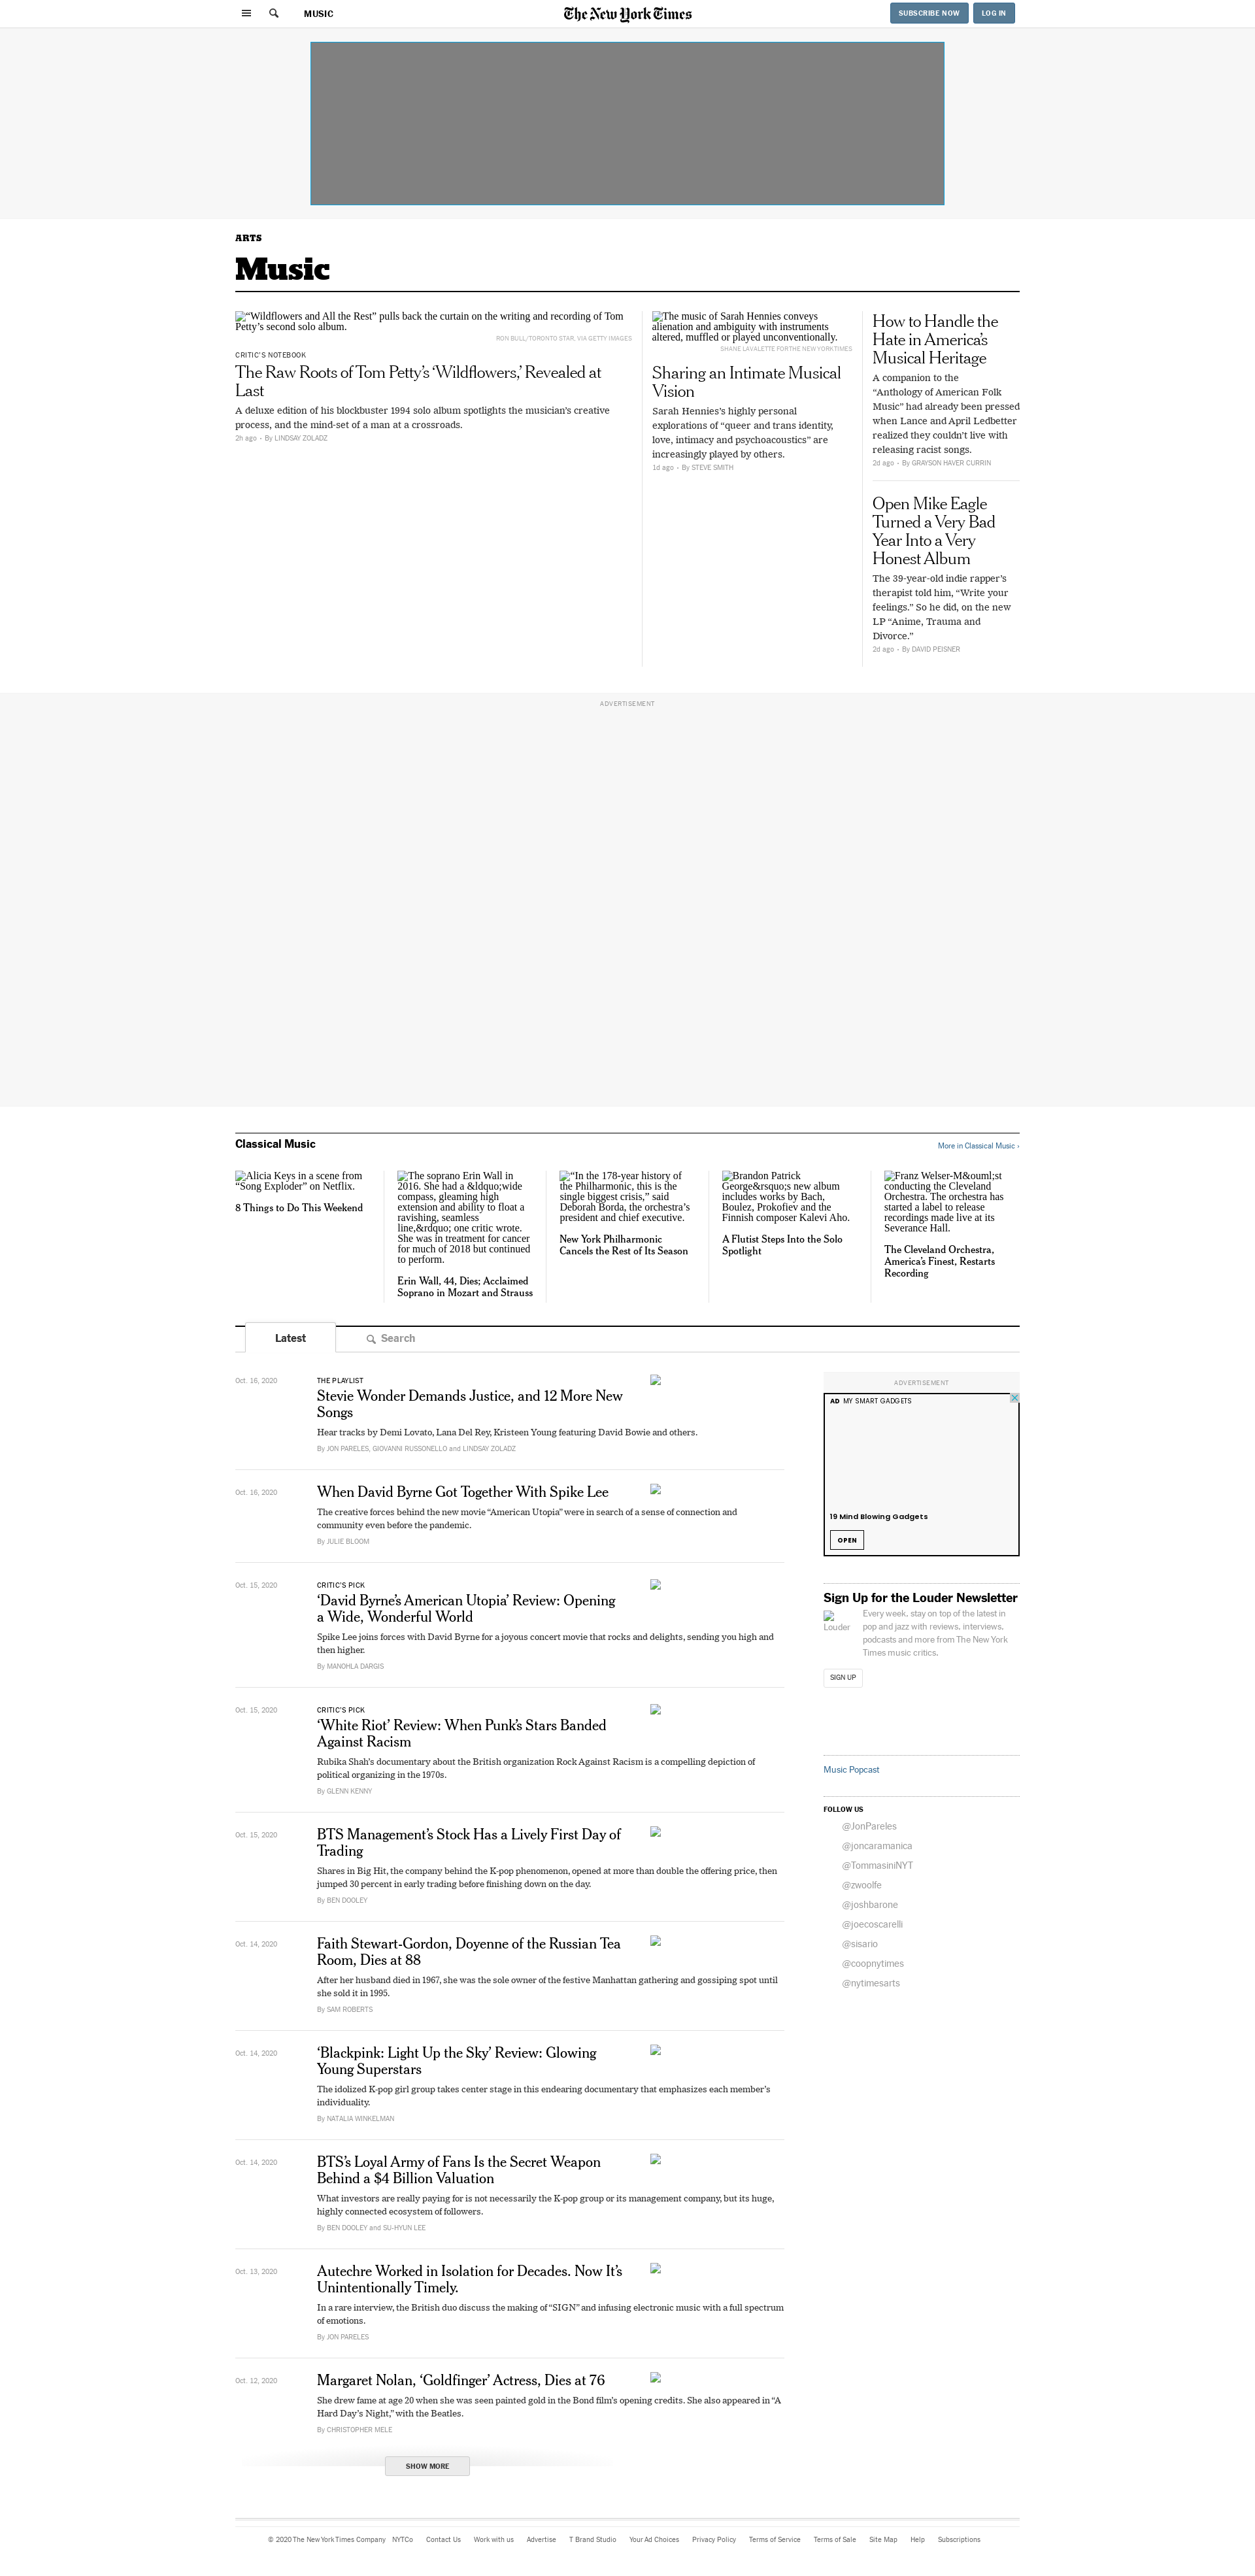 MUSIC
The New York Times
SUBSCRIBE NOW
LOG IN
ARTS
Music
“Wildflowers and All the Rest” pulls back the curtain on the writing and recording of Tom
Petty’s second solo album.
RON BULL/TORONTO STAR, VIA GETTY IMAGES
CRITIC’S NOTEBOOK
The Raw Roots of Tom Petty’s ‘Wildflowers,’ Revealed at
Last
A deluxe edition of his blockbuster 1994 solo album spotlights the musician’s creative
process, and the mind-set of a man at a crossroads.
2h ago • By LINDSAY ZOLADZ
The music of Sarah Hennies conveys
alienation and ambiguity with instruments
altered, muffled or played unconventionally.
SHANE LAVALETTE FOR THE NEW YORK TIMES
Sharing an Intimate Musical
Vision
Sarah Hennies’s highly personal
explorations of “queer and trans identity,
love, intimacy and psychoacoustics” are
increasingly played by others.
1d ago • By STEVE SMITH
How to Handle the
Hate in America’s
Musical Heritage
A companion to the
“Anthology of American Folk
Music” had already been pressed
when Lance and April Ledbetter
realized they couldn’t live with
releasing racist songs.
2d ago • By GRAYSON HAVER CURRIN
Open Mike Eagle
Turned a Very Bad
Year Into a Very
Honest Album
The 39-year-old indie rapper’s
therapist told him, “Write your
feelings.” So he did, on the new
LP “Anime, Trauma and
Divorce.”
2d ago • By DAVID PEISNER
ADVERTISEMENT
Classical Music
More in Classical Music ›
Alicia Keys in a scene from
“Song Exploder” on Netflix.
8 Things to Do This Weekend
The soprano Erin Wall in
2016. She had a &ldquo;wide
compass, gleaming high
extension and ability to float a
ravishing, seamless
line,&rdquo; one critic wrote.
She was in treatment for cancer
for much of 2018 but continued
to perform.
Erin Wall, 44, Dies; Acclaimed
Soprano in Mozart and Strauss
“In the 178-year history of
the Philharmonic, this is the
single biggest crisis,” said
Deborah Borda, the orchestra’s
president and chief executive.
New York Philharmonic
Cancels the Rest of Its Season
Brandon Patrick
George&rsquo;s new album
includes works by Bach,
Boulez, Prokofiev and the
Finnish composer Kalevi Aho.
A Flutist Steps Into the Solo
Spotlight
Franz Welser-M&ouml;st
conducting the Cleveland
Orchestra. The orchestra has
started a label to release
recordings made live at its
Severance Hall.
The Cleveland Orchestra,
America’s Finest, Restarts
Recording
Latest
Search
Oct. 16, 2020
THE PLAYLIST
Stevie Wonder Demands Justice, and 12 More New
Songs
Hear tracks by Demi Lovato, Lana Del Rey, Kristeen Young featuring David Bowie and others.
By JON PARELES, GIOVANNI RUSSONELLO and LINDSAY ZOLADZ
Oct. 16, 2020
When David Byrne Got Together With Spike Lee
The creative forces behind the new movie “American Utopia” were in search of a sense of connection and
community even before the pandemic.
By JULIE BLOOM
Oct. 15, 2020
CRITIC’S PICK
‘David Byrne’s American Utopia’ Review: Opening
a Wide, Wonderful World
Spike Lee joins forces with David Byrne for a joyous concert movie that rocks and delights, sending you high and
then higher.
By MANOHLA DARGIS
Oct. 15, 2020
CRITIC’S PICK
‘White Riot’ Review: When Punk’s Stars Banded
Against Racism
Rubika Shah’s documentary about the British organization Rock Against Racism is a compelling depiction of
political organizing in the 1970s.
By GLENN KENNY
Oct. 15, 2020
BTS Management’s Stock Has a Lively First Day of
Trading
Shares in Big Hit, the company behind the K-pop phenomenon, opened at more than double the offering price, then
jumped 30 percent in early trading before finishing down on the day.
By BEN DOOLEY
Oct. 14, 2020
Faith Stewart-Gordon, Doyenne of the Russian Tea
Room, Dies at 88
After her husband died in 1967, she was the sole owner of the festive Manhattan gathering and gossiping spot until
she sold it in 1995.
By SAM ROBERTS
Oct. 14, 2020
‘Blackpink: Light Up the Sky’ Review: Glowing
Young Superstars
The idolized K-pop girl group takes center stage in this endearing documentary that emphasizes each member’s
individuality.
By NATALIA WINKELMAN
Oct. 14, 2020
BTS’s Loyal Army of Fans Is the Secret Weapon
Behind a $4 Billion Valuation
What investors are really paying for is not necessarily the K-pop group or its management company, but its huge,
highly connected ecosystem of followers.
By BEN DOOLEY and SU-HYUN LEE
Oct. 13, 2020
Autechre Worked in Isolation for Decades. Now It’s
Unintentionally Timely.
In a rare interview, the British duo discuss the making of “SIGN” and infusing electronic music with a full spectrum
of emotions.
By JON PARELES
Oct. 12, 2020
Margaret Nolan, ‘Goldfinger’ Actress, Dies at 76
She drew fame at age 20 when she was seen painted gold in the Bond film’s opening credits. She also appeared in “A
Hard Day’s Night,” with the Beatles.
By CHRISTOPHER MELE
SHOW MORE
ADVERTISEMENT
AD MY SMART GADGETS
19 Mind Blowing Gadgets
OPEN
Sign Up for the Louder Newsletter
Louder
Every week, stay on top of the latest in
pop and jazz with reviews, interviews,
podcasts and more from The New York
Times music critics.
SIGN UP
Music Popcast
FOLLOW US
@JonPareles
@joncaramanica
@TommasiniNYT
@zwoolfe
@joshbarone
@joecoscarelli
@sisario
@coopnytimes
@nytimesarts
© 2020 The New York Times Company NYTCo Contact Us Work with us Advertise T Brand Studio Your Ad Choices Privacy Policy Terms of Service Terms of Sale Site Map Help Subscriptions